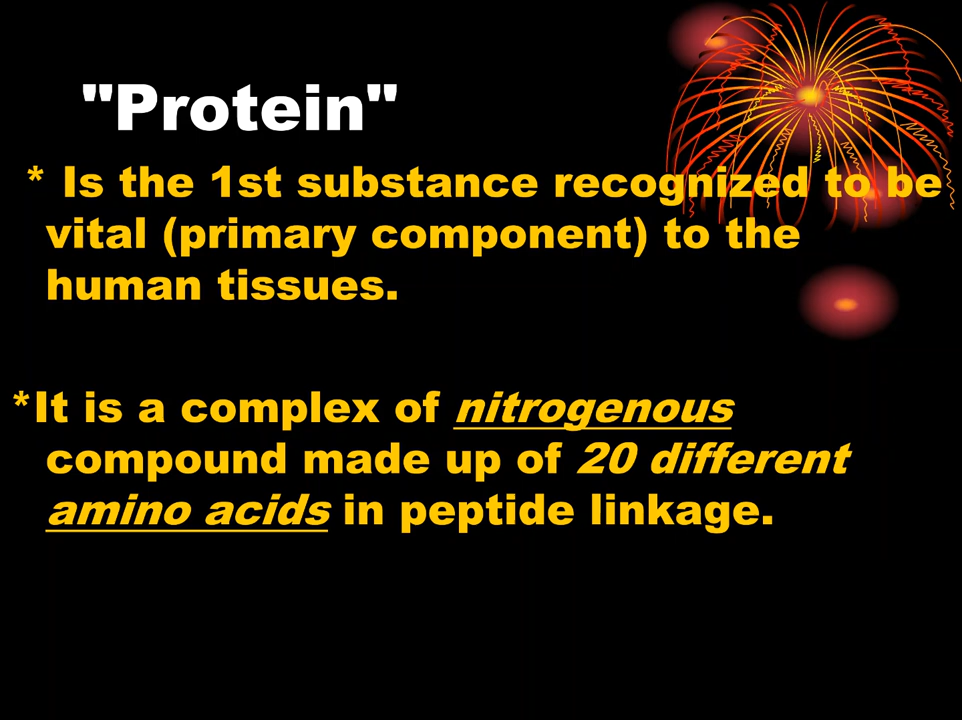 "Protein"
* Is the 1st substance recognized to be
vital (primary component) to the
human tissues.
*It is a complex of nitrogenous
compound made up of 20 different
amino acids in peptide linkage.